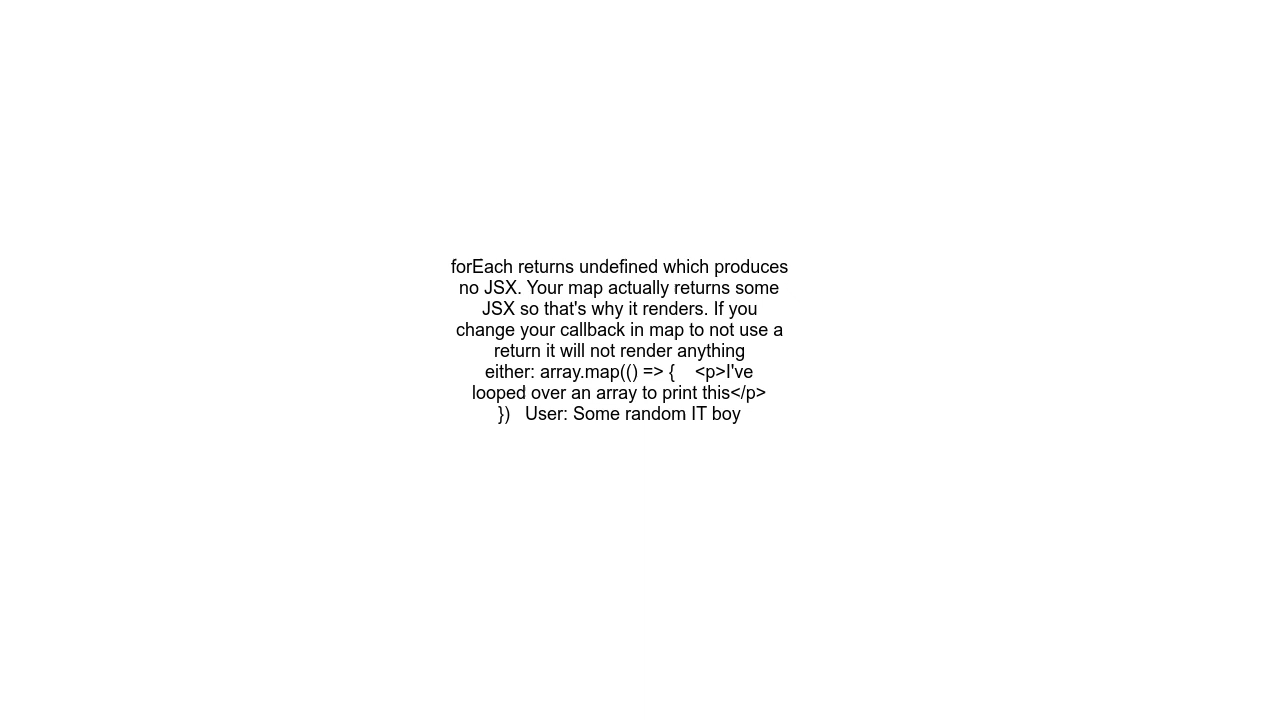 forEach returns undefined which produces
no JSX. Your map actually returns some
JSX so that's why it renders. If you
change your callback in map to not use a
return it will not render anything
either: array.map(() => {    <p>I've
looped over an array to print this</p>
})   User: Some random IT boy